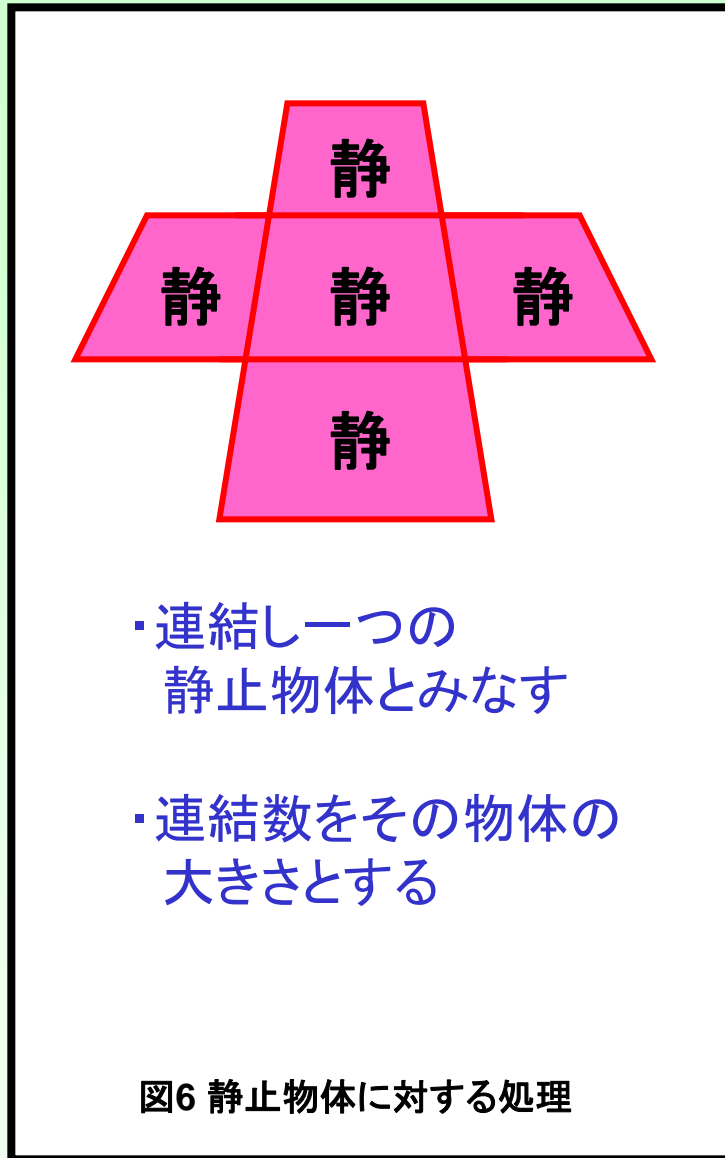 静
静 静 静
静
・連結し一つの
静止物体とみなす
・連結数をその物体の
大きさとする
図6 静止物体に対する処理